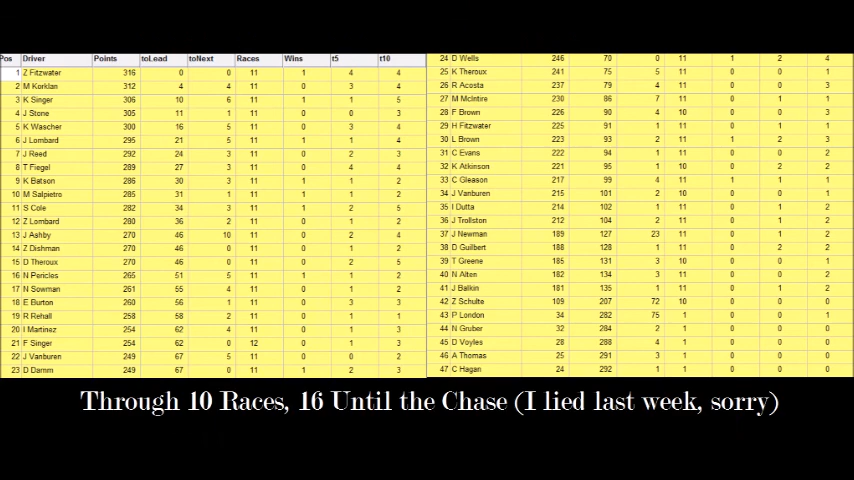 Pos Driver Points toLead toNext Races Wins t5 t10
1 Z Fitzwater 316 0 0 11 1 4 4
2 M Korklan 312 4 4 11 0 3 4
3 K Singer 306 10 6 11 1 1 5
4 J Stone 305 11 1 11 0 0 3
5 K Wascher 300 16 5 11 0 3 4
6 J Lombard 295 21 5 11 1 1 4
7 J Reed 292 24 3 11 0 2 3
8 T Fiegel 289 27 3 11 0 4 4
9 K Batson 286 30 3 11 1 1 2
10 M Salpietro 285 31 1 11 1 1 2
11 S Cole 282 34 3 11 1 2 5
12 Z Lombard 280 36 2 11 0 1 2
13 J Ashby 270 46 10 11 0 2 4
14 Z Dishman 270 46 0 11 0 1 2
15 D Theroux 270 46 0 11 0 2 5
16 N Pericles 265 51 5 11 1 1 2
17 N Sowman 261 55 4 11 0 1 2
18 E Burton 260 56 1 11 0 3 3
19 R Rehall 258 58 2 11 0 1 1
20 I Martinez 254 62 4 11 0 1 3
21 F Singer 254 62 0 12 0 1 3
22 J Vanburen 249 67 5 11 0 0 2
23 D Damm 249 67 0 11 1 2 3
24 D Wells 246 70 0 11 1 2 4
25 K Theroux 241 75 5 11 0 0 1
26 R Acosta 237 79 4 11 0 0 3
27 M McIntire 230 86 7 11 0 1 1
28 F Brown 226 90 4 10 0 0 3
29 H Fitzwater 225 91 1 11 0 1 1
30 L Brown 223 93 2 11 1 2 3
31 C Evans 222 94 1 11 0 0 2
32 K Atkinson 221 95 1 10 0 2 2
33 C Gleason 217 99 4 11 1 1 1
34 J Vanburen 215 101 2 10 0 0 1
35 I Dutta 214 102 1 11 0 1 2
36 J Trollston 212 104 2 11 0 1 2
37 J Newman 189 127 23 11 0 1 2
38 D Guilbert 188 128 1 11 0 2 2
39 T Greene 185 131 3 10 0 0 1
40 N Alten 182 134 3 11 0 0 2
41 J Balkin 181 135 1 11 0 1 2
42 Z Schulte 109 207 72 10 0 0 0
43 P London 34 282 75 1 0 0 1
44 N Gruber 32 284 2 1 0 0 0
45 D Voyles 28 288 4 1 0 0 0
46 A Thomas 25 291 3 1 0 0 0
47 C Hagan 24 292 1 1 0 0 0
Through 10 Races, 16 Until the Chase (I lied last week, sorry)